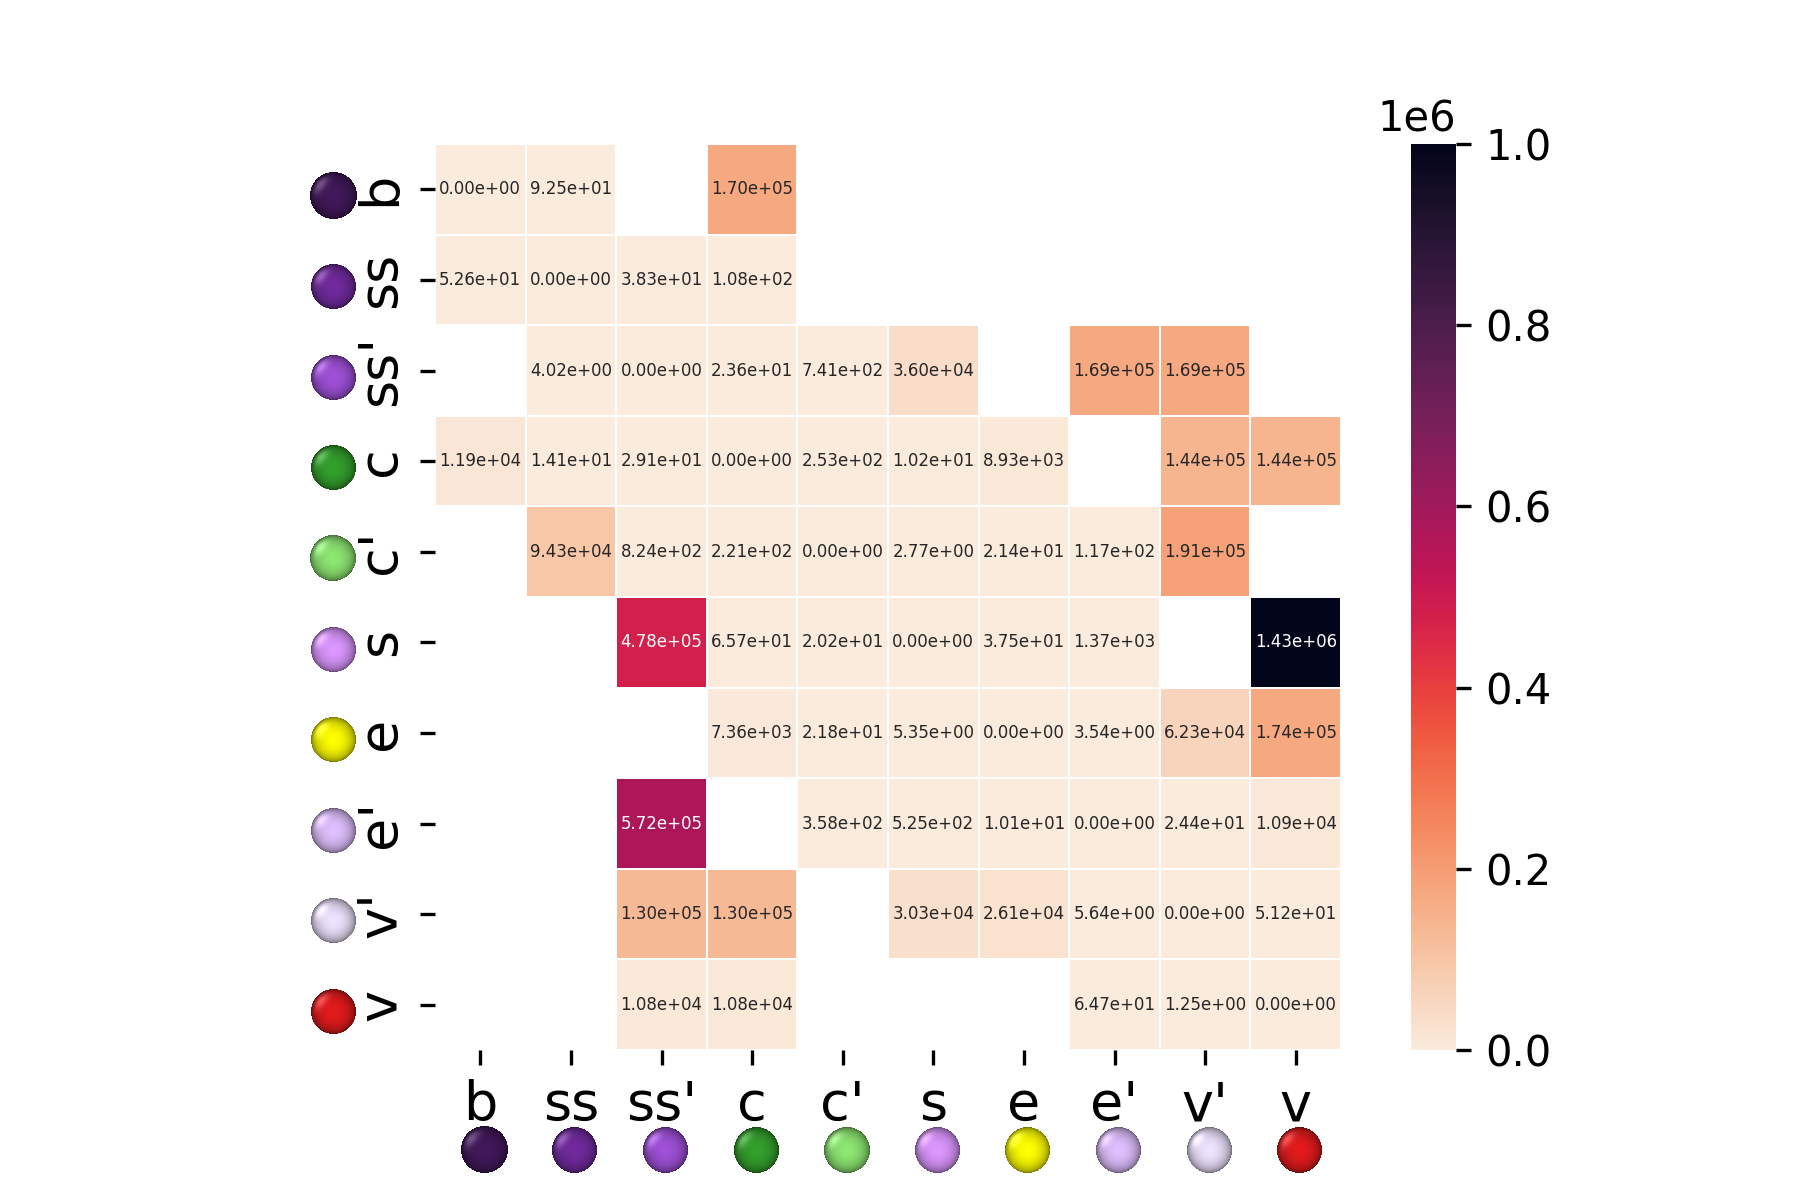 1e6
1.0
b 0.00e+00 9.25e+01 1.70e+05
0.8
ss 5.26e+01 0.00e+00 3.83e+01 1.08e+02
ss' 4.02e+00 0.00e+00 2.36e+01 7.41e+02 3.60e+04 1.69e+05 1.69e+05
c 1.19e+04 1.41e+01 2.91e+01 0.00e+00 2.53e+02 1.02e+01 8.93e+03 1.44e+05 1.44e+05
0.6
c' 9.43e+04 8.24e+02 2.21e+02 0.00e+00 2.77e+00 2.14e+01 1.17e+02 1.91e+05
s 4.78e+05 6.57e+01 2.02e+01 0.00e+00 3.75e+01 1.37e+03 1.43e+06
0.4
e 7.36e+03 2.18e+01 5.35e+00 0.00e+00 3.54e+00 6.23e+04 1.74e+05
e' 5.72e+05 3.58e+02 5.25e+02 1.01e+01 0.00e+00 2.44e+01 1.09e+04
0.2
v' 1.30e+05 1.30e+05 3.03e+04 2.61e+04 5.64e+00 0.00e+00 5.12e+01
v 1.08e+04 1.08e+04 6.47e+01 1.25e+00 0.00e+00
0.0
b ss ss' c c' s e e' v' v